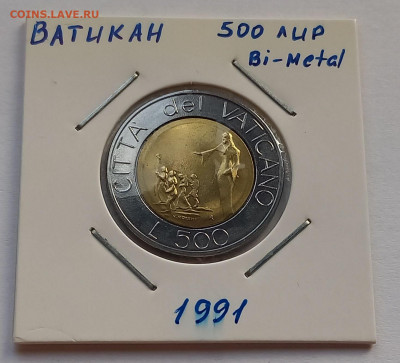 COINS.LAVE.RU
ВАТИКАН 500 лир
Bi-Metal
CITTA' del VATICANO
L 500
1991